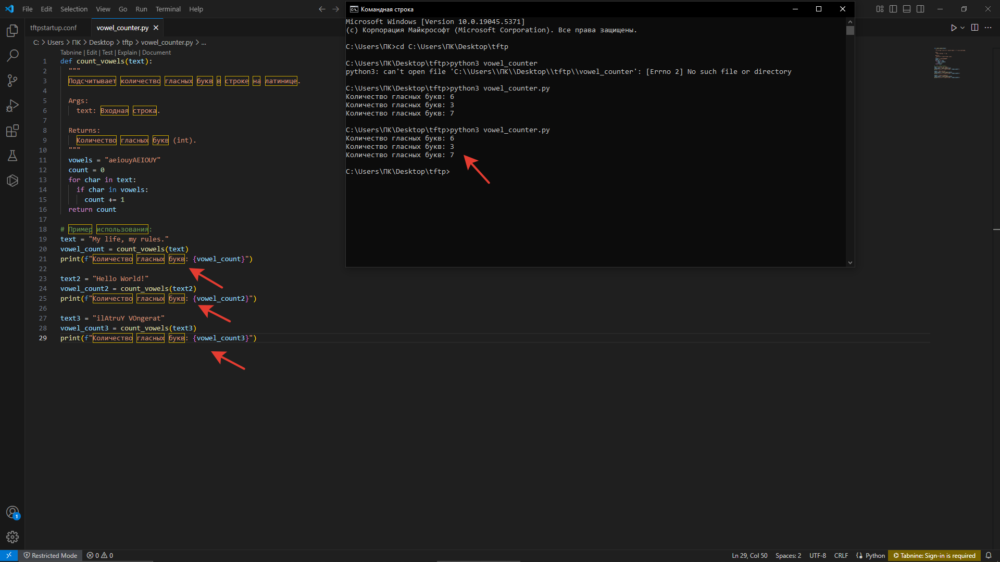 File Edit Selection View Go Run Terminal Help
tftpstartup.conf vowel_counter.py
C: > Users > ПК > Desktop > tftp > vowel_counter.py > ...
Tabnine | Edit | Test | Explain | Document
1 def count_vowels(text):
2 """
3 Подсчитывает количество гласных букв в строке на латинице.
4
5 Args:
6 text: Входная строка.
7
8 Returns:
9 Количество гласных букв (int).
10 """
11 vowels = "aeiouyAEIOUY"
12 count = 0
13 for char in text:
14 if char in vowels:
15 count += 1
16 return count
17
18 # Пример использования:
19 text = "My life, my rules."
20 vowel_count = count_vowels(text)
21 print(f"Количество гласных букв: {vowel_count}")
22
23 text2 = "Hello World!"
24 vowel_count2 = count_vowels(text2)
25 print(f"Количество гласных букв: {vowel_count2}")
26
27 text3 = "ilAtruY VOngerat"
28 vowel_count3 = count_vowels(text3)
29 print(f"Количество гласных букв: {vowel_count3}")
Командная строка
Microsoft Windows [Version 10.0.19045.5371]
(c) Корпорация Майкрософт (Microsoft Corporation). Все права защищены.
C:\Users\ПК>cd C:\Users\ПК\Desktop\tftp
C:\Users\ПК\Desktop\tftp>python3 vowel_counter
python3: can't open file 'C:\\Users\\ПК\\Desktop\\tftp\\vowel_counter': [Errno 2] No such file or directory
C:\Users\ПК\Desktop\tftp>python3 vowel_counter.py
Количество гласных букв: 6
Количество гласных букв: 3
Количество гласных букв: 7
C:\Users\ПК\Desktop\tftp>python3 vowel_counter.py
Количество гласных букв: 6
Количество гласных букв: 3
Количество гласных букв: 7
C:\Users\ПК\Desktop\tftp>
1
Restricted Mode 0 0 Ln 29, Col 50 Spaces: 2 UTF-8 CRLF Python Tabnine: Sign-in is required